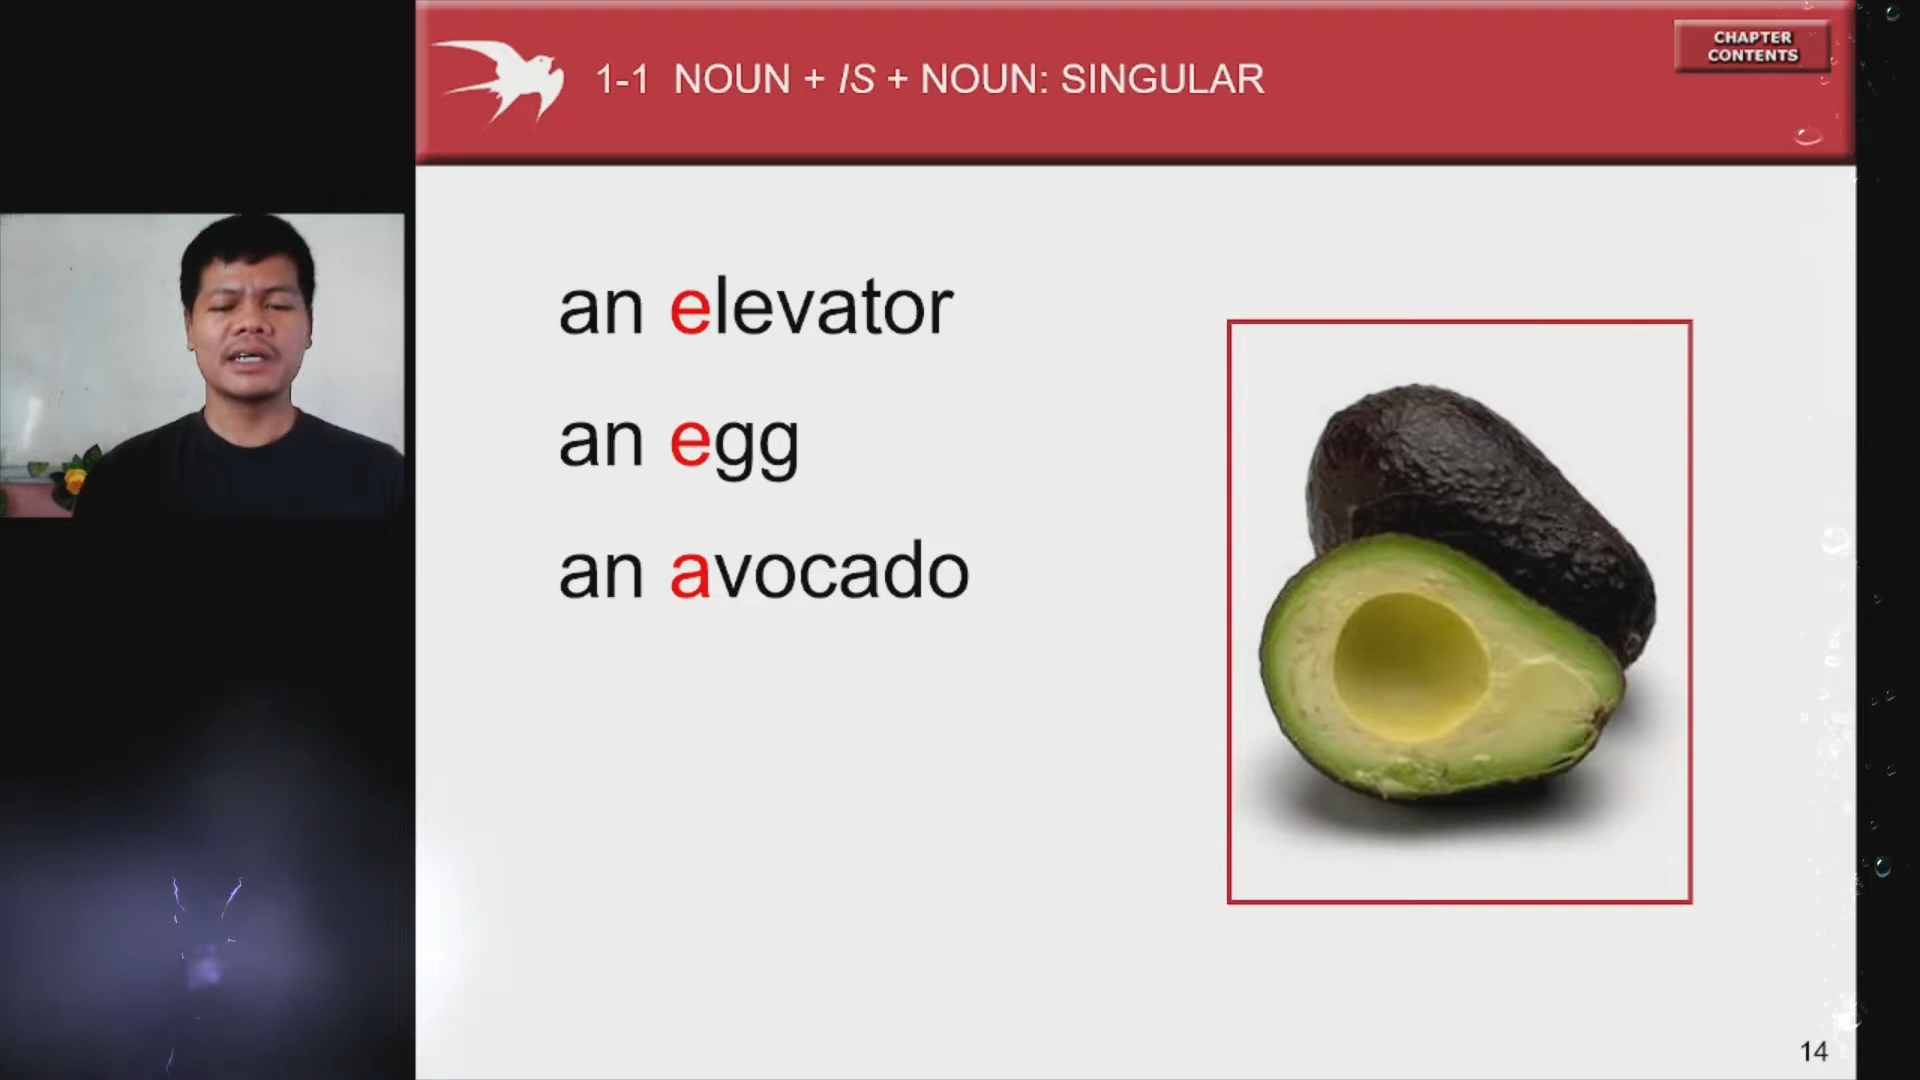 1-1 NOUN + IS + NOUN: SINGULAR
CHAPTER
CONTENTS
an elevator
an egg
an avocado
14